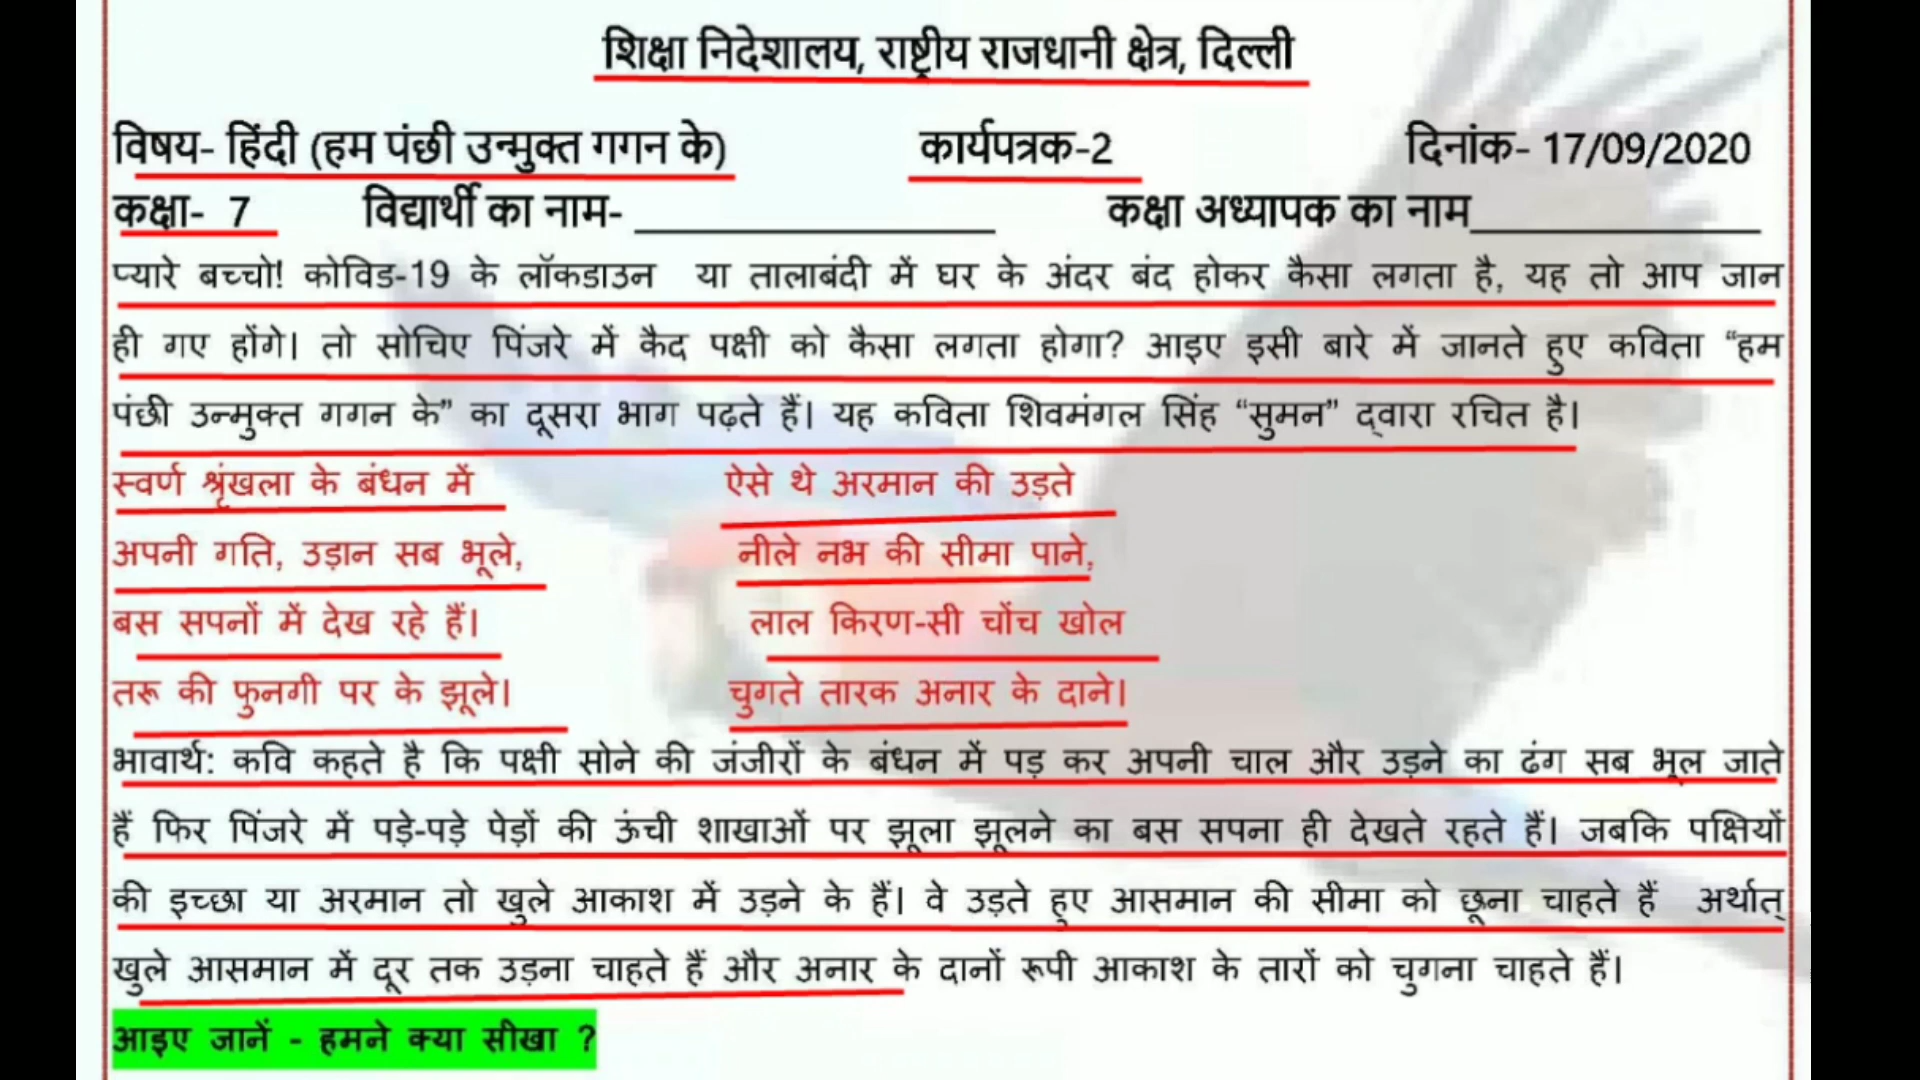 शिक्षा निदेशालय, राष्ट्रीय राजधानी क्षेत्र, दिल्ली
विषय- हिंदी (हम पंछी उन्मुक्त गगन के) कार्यपत्रक-2 दिनांक- 17/09/2020
कक्षा- 7 विद्यार्थी का नाम- _______________ कक्षा अध्यापक का नाम____________
प्यारे बच्चो! कोविड-19 के लॉकडाउन या तालाबंदी में घर के अंदर बंद होकर कैसा लगता है, यह तो आप जान
ही गए होंगे। तो सोचिए पिंजरे में कैद पक्षी को कैसा लगता होगा? आइए इसी बारे में जानते हुए कविता “हम
पंछी उन्मुक्त गगन के” का दूसरा भाग पढ़ते हैं। यह कविता शिवमंगल सिंह “सुमन” द्वारा रचित है।
स्वर्ण श्रृंखला के बंधन में ऐसे थे अरमान की उड़ते
अपनी गति, उड़ान सब भूले, नीले नभ की सीमा पाने,
बस सपनों में देख रहे हैं। लाल किरण-सी चोंच खोल
तरू की फुनगी पर के झूले। चुगते तारक अनार के दाने।
भावार्थ: कवि कहते है कि पक्षी सोने की जंजीरों के बंधन में पड़ कर अपनी चाल और उड़ने का ढंग सब भूल जाते
हैं फिर पिंजरे में पड़े-पड़े पेड़ों की ऊंची शाखाओं पर झूला झूलने का बस सपना ही देखते रहते हैं। जबकि पक्षियों
की इच्छा या अरमान तो खुले आकाश में उड़ने के हैं। वे उड़ते हुए आसमान की सीमा को छूना चाहते हैं अर्थात्
खुले आसमान में दूर तक उड़ना चाहते हैं और अनार के दानों रूपी आकाश के तारों को चुगना चाहते हैं।
आइए जानें - हमने क्या सीखा ?